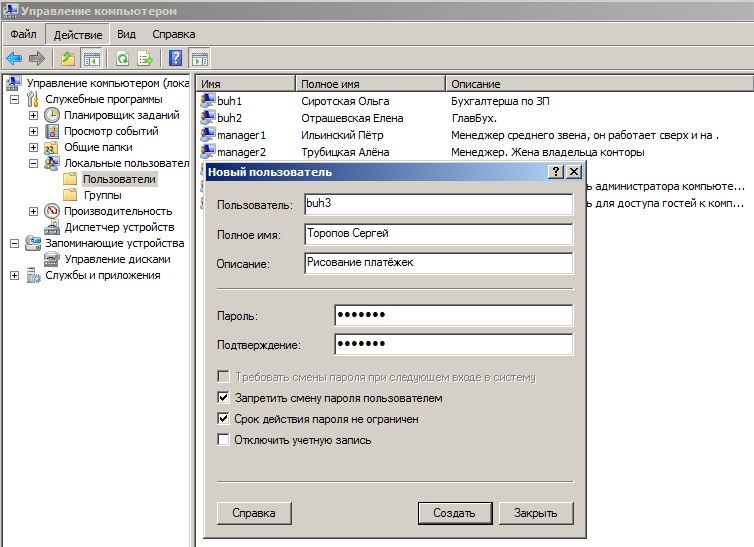 Управление компьютером
Файл Действие Вид Справка
Управление компьютером (лока
Служебные программы
Планировщик заданий
Просмотр событий
Общие папки
Локальные пользовател
Пользователи
Группы
Производительность
Диспетчер устройств
Запоминающие устройства
Управление дисками
Службы и приложения
Имя Полное имя Описание
buh1 Сиротская Ольга Бухгалтерша по ЗП
buh2 Отрашевская Елена ГлавБух.
manager1 Ильинский Пётр Менеджер среднего звена, он работает сверх и на .
manager2 Трубицкая Алёна Менеджер. Жена владельца конторы
ь администратора компьюте...
ь для доступа гостей к комп...
Новый пользователь
Пользователь: buh3
Полное имя: Торопов Сергей
Описание: Рисование платёжек
Пароль: •••••••
Подтверждение: •••••••
Требовать смены пароля при следующем входе в систему
Запретить смену пароля пользователем
Срок действия пароля не ограничен
Отключить учетную запись
Справка Создать Закрыть